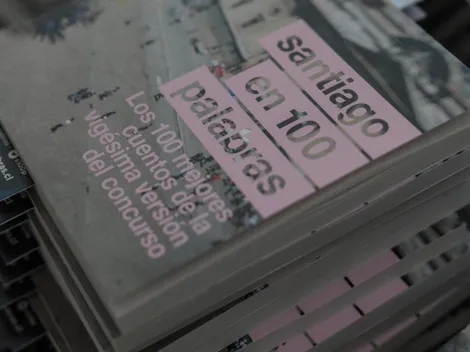 santiago
en 100
palabras
Los 100 mejores
cuentos de la
vigésima versión
del concurso